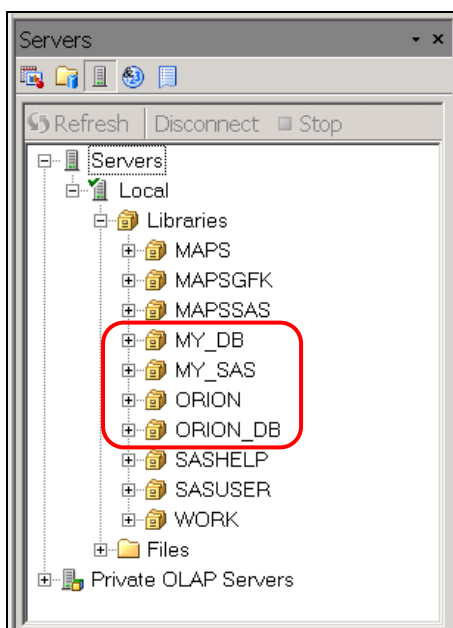 Servers
Refresh Disconnect Stop
Servers
Local
Libraries
MAPS
MAPSGFK
MAPSSAS
MY_DB
MY_SAS
ORION
ORION_DB
SASHELP
SASUSER
WORK
Files
Private OLAP Servers